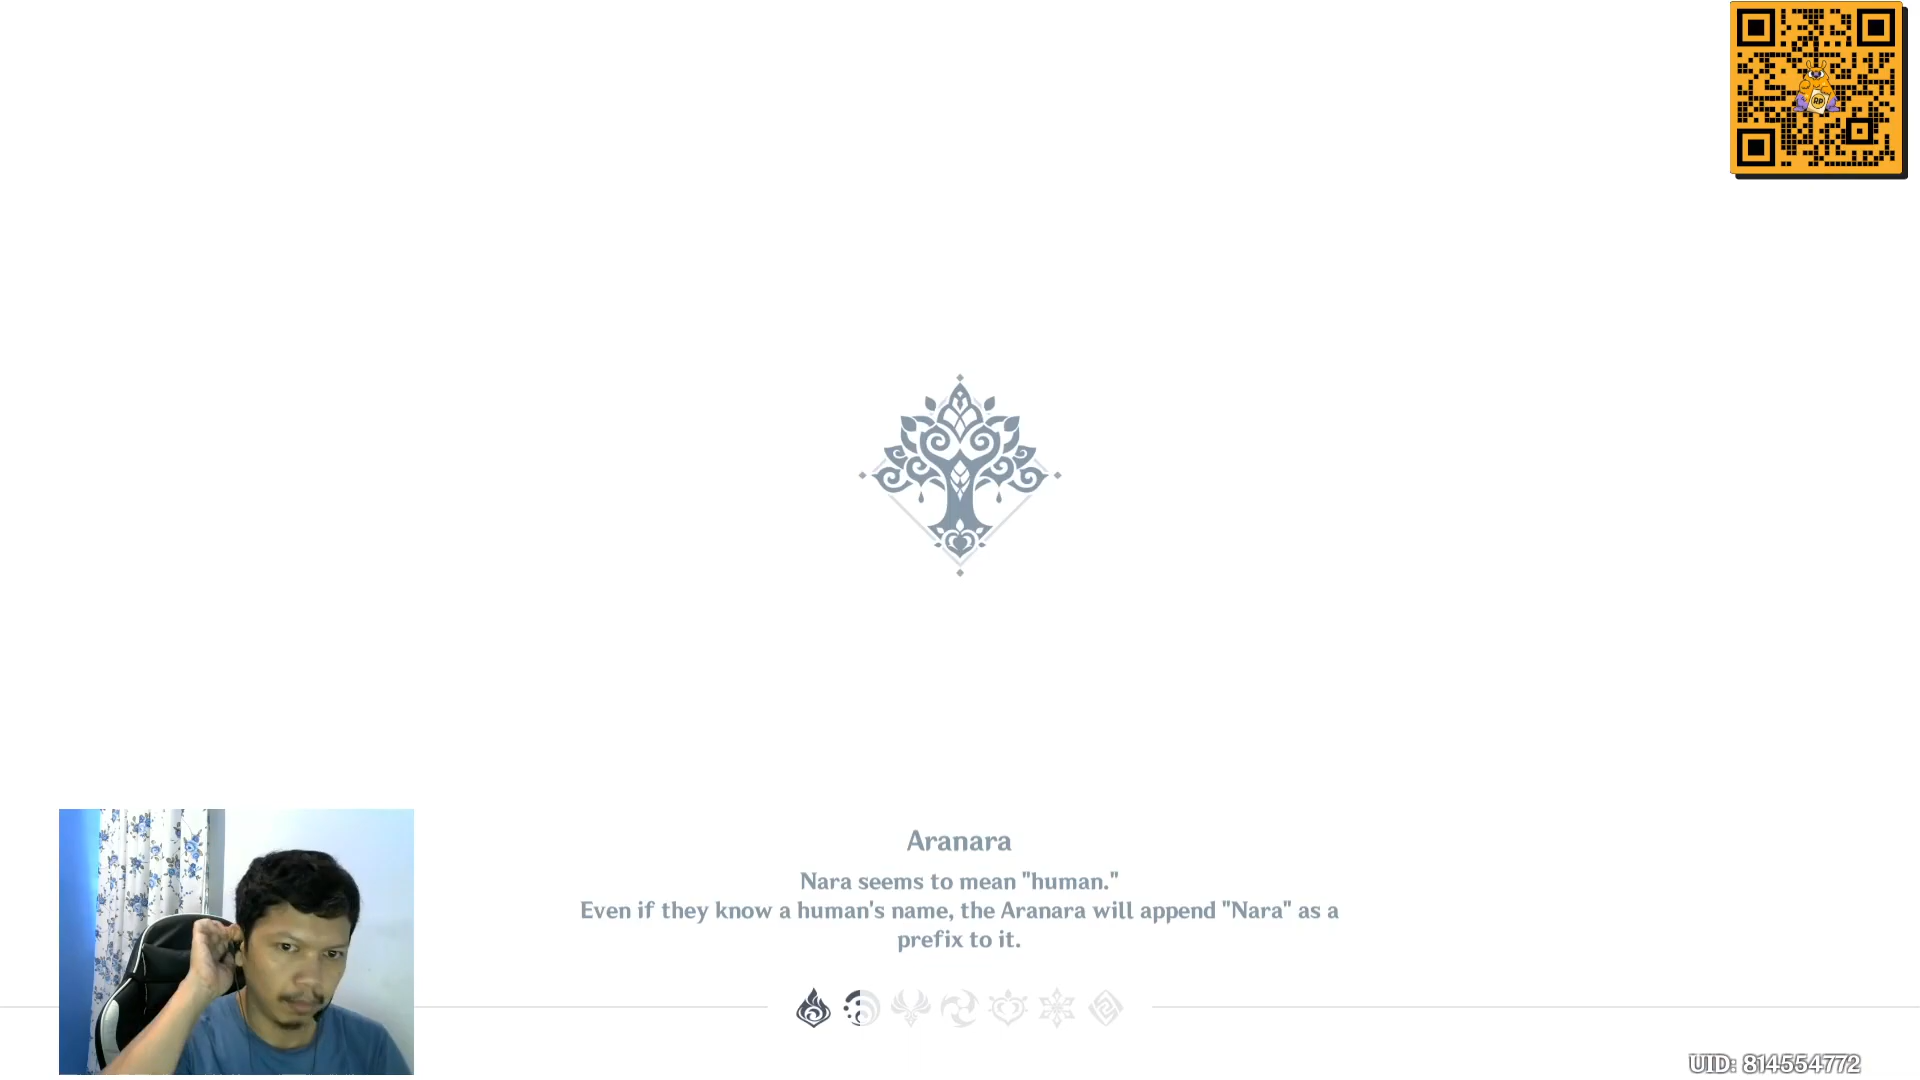 RP
Aranara
Nara seems to mean "human."
Even if they know a human's name, the Aranara will append "Nara" as a
prefix to it.
UID: 814554772